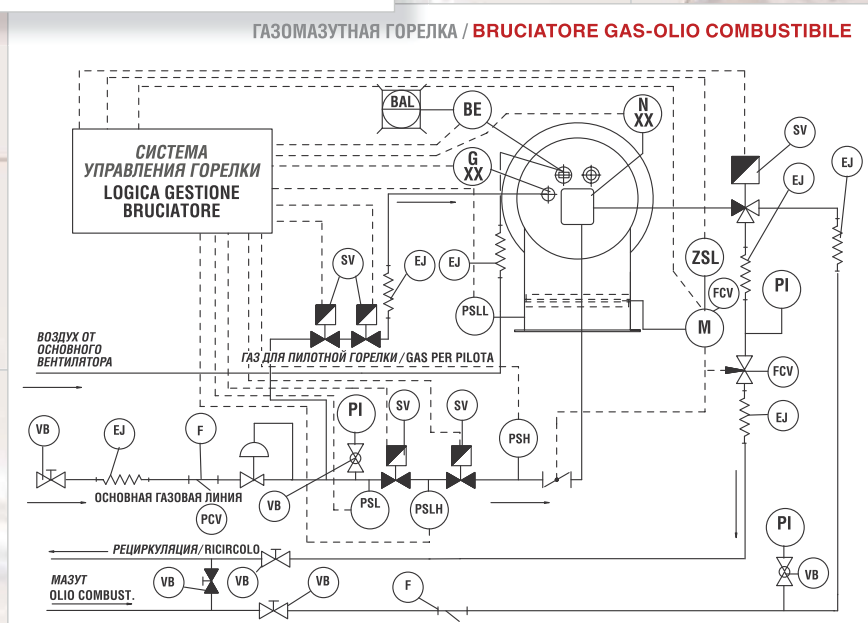 ГАЗОМАЗУТНАЯ ГОРЕЛКА / BRUCIATORE GAS-OLIO COMBUSTIBILE
BAL
BE
N
XX
SV
EJ
EJ
СИСТЕМА
УПРАВЛЕНИЯ ГОРЕЛКИ
LOGICA GESTIONE
BRUCIATORE
G
XX
SV
EJ
EJ
ZSL
FCV
PI
PSLL
M
ВОЗДУХ ОТ
ОСНОВНОГО
ВЕНТИЛЯТОРА
ГАЗ ДЛЯ ПИЛОТНОЙ ГОРЕЛКИ / GAS PER PILOTA
FCV
VB
EJ
F
PI
SV
SV
PSH
EJ
ОСНОВНАЯ ГАЗОВАЯ ЛИНИЯ
PCV
VB
PSL
PSLH
PI
РЕЦИРКУЛЯЦИЯ/RICIRCOLO
МАЗУТ
OLIO COMBUST.
VB
VB
VB
F
VB